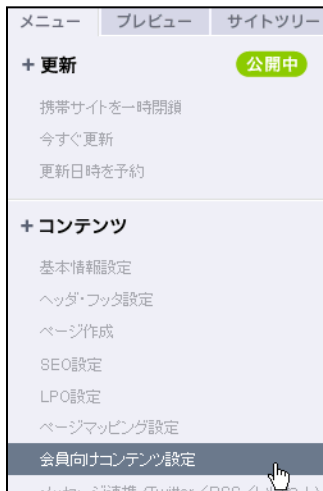 メニュー プレビュー サイトツリー
+ 更新 公開中
携帯サイトを一時閉鎖
今すぐ更新
更新日時を予約
+ コンテンツ
基本情報設定
ヘッダ・フッタ設定
ページ作成
SEO設定
LPO設定
ページマッピング設定
会員向けコンテンツ設定